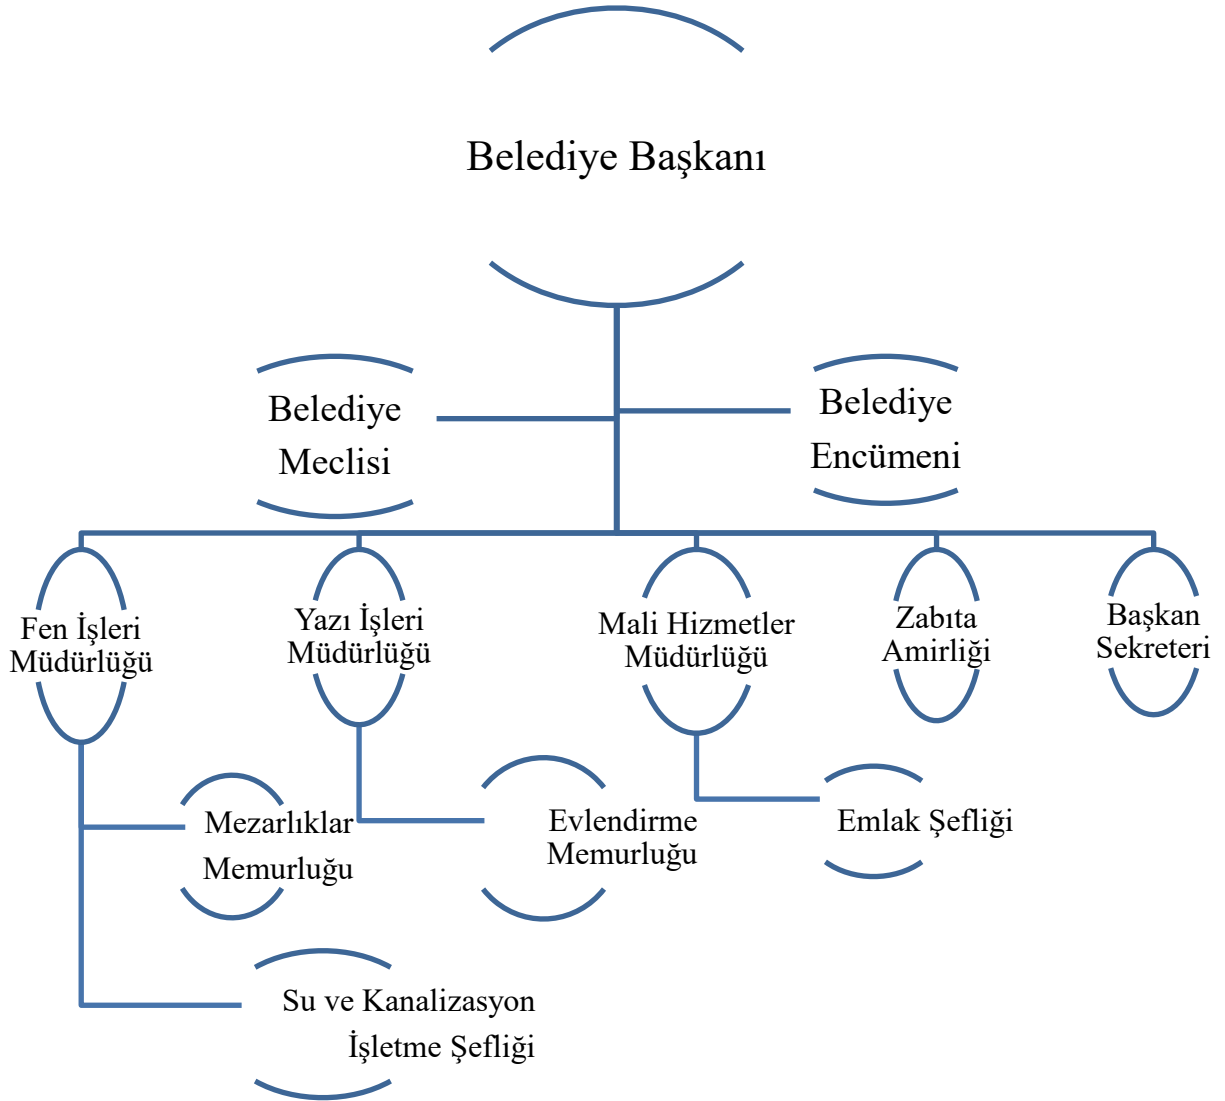 Belediye Başkanı
Belediye
Meclisi
Belediye
Encümeni
Fen İşleri
Müdürlüğü
Yazı İşleri
Müdürlüğü
Mali Hizmetler
Müdürlüğü
Zabıta
Amirliği
Başkan
Sekreteri
Mezarlıklar
Memurluğu
Evlendirme
Memurluğu
Emlak Şefliği
Su ve Kanalizasyon
İşletme Şefliği